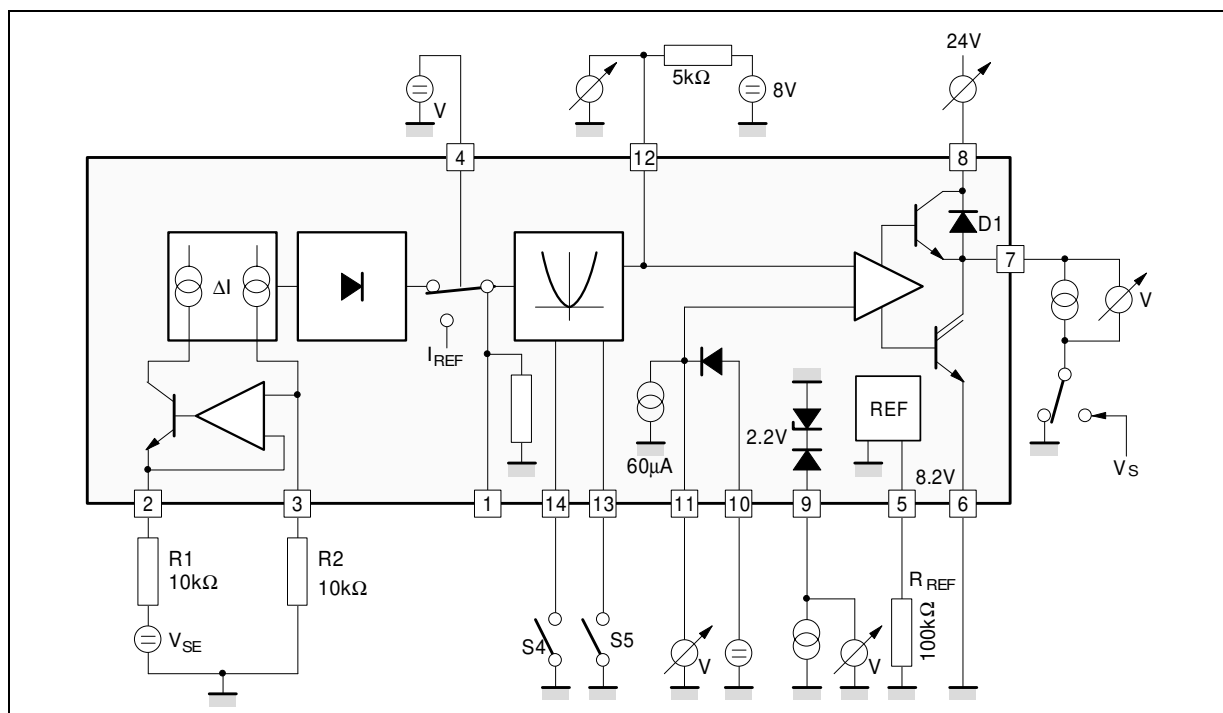 24V
5kΩ
8V
V
4
12
8
D1
7
ΔI
V
I REF
REF
2.2V
60μA
8.2V
V S
2
3
1
14
13
11
10
9
5
6
R1
10kΩ
R2
10kΩ
R REF
100kΩ
V SE
S4
S5
V
V